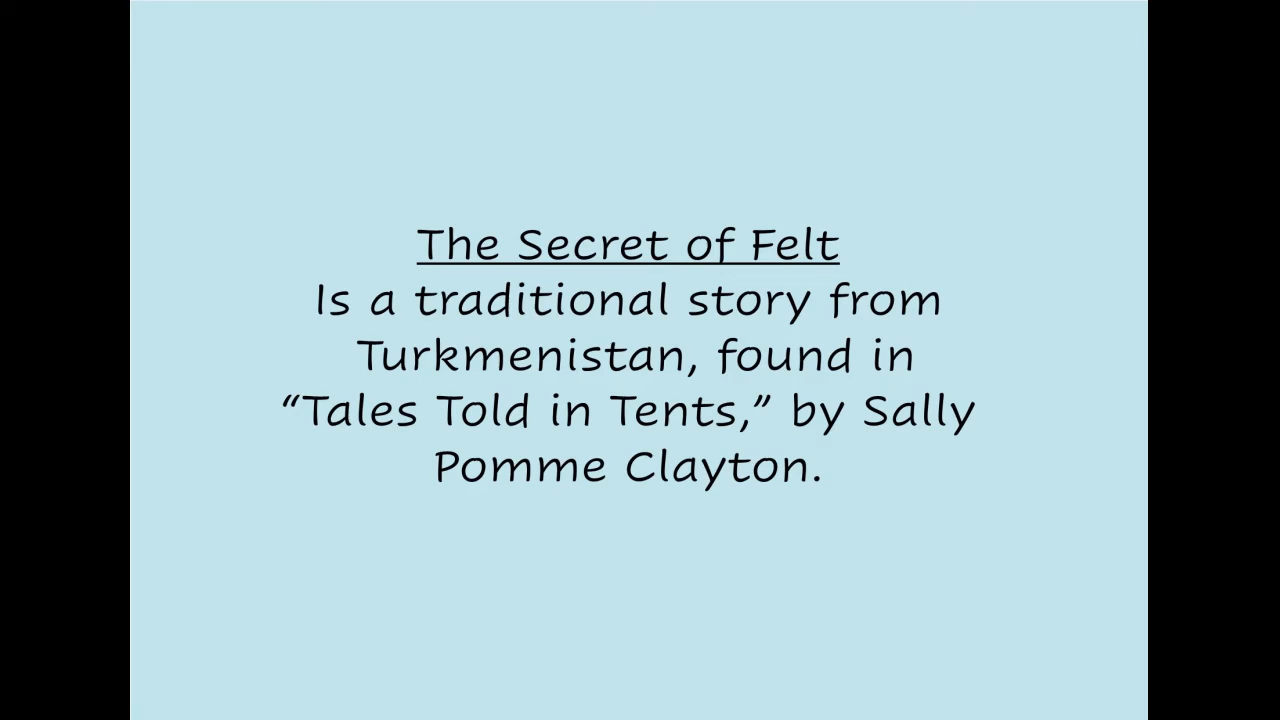 The Secret of Felt
Is a traditional story from
Turkmenistan, found in
“Tales Told in Tents,” by Sally
Pomme Clayton.